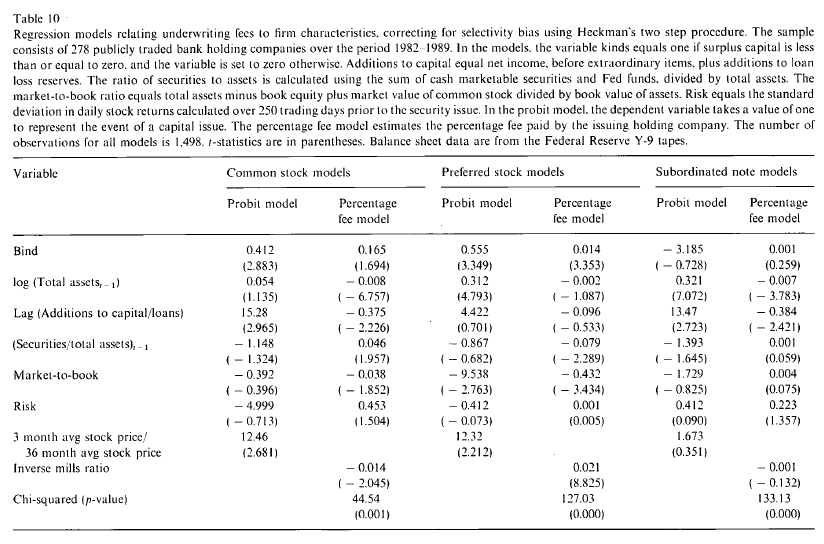 Table 10
Regression models relating underwriting fees to firm characteristics, correcting for selectivity bias using Heckman's two step procedure. The sample
consists of 278 publicly traded bank holding companies over the period 1982–1989. In the models, the variable kinds equals one if surplus capital is less
than or equal to zero, and the variable is set to zero otherwise. Additions to capital equal net income, before extraordinary items, plus additions to loan
loss reserves. The ratio of securities to assets is calculated using the sum of cash marketable securities and Fed funds, divided by total assets. The
market-to-book ratio equals total assets minus book equity plus market value of common stock divided by book value of assets. Risk equals the standard
deviation in daily stock returns calculated over 250 trading days prior to the security issue. In the probit model, the dependent variable takes a value of one
to represent the event of a capital issue. The percentage fee model estimates the percentage fee paid by the issuing holding company. The number of
observations for all models is 1,498. t-statistics are in parentheses. Balance sheet data are from the Federal Reserve Y-9 tapes.
Variable Common stock models Preferred stock models Subordinated note models
Probit model Percentage Probit model Percentage Probit model Percentage
fee model fee model fee model
Bind 0.412 0.165 0.555 0.014 − 3.185 0.001
(2.883) (1.694) (3.349) (3.353) ( − 0.728) (0.259)
log (Total assets, − 1) 0.054 − 0.008 0.312 − 0.002 0.321 − 0.007
(1.135) ( − 6.757) (4.793) ( − 1.087) (7.072) ( − 3.783)
Lag (Additions to capital/loans) 15.28 − 0.375 4.422 − 0.096 13.47 − 0.384
(2.965) ( − 2.226) (0.701) ( − 0.533) (2.723) ( − 2.421)
(Securities/total assets), − 1 − 1.148 0.046 − 0.867 − 0.079 − 1.393 0.001
( − 1.324) (1.957) ( − 0.682) ( − 2.289) ( − 1.645) (0.059)
Market-to-book − 0.392 − 0.038 − 9.538 − 0.432 − 1.729 0.004
( − 0.396) ( − 1.852) ( − 2.763) ( − 3.434) ( − 0.825) (0.075)
Risk − 4.999 0.453 − 0.412 0.001 0.412 0.223
( − 0.713) (1.504) ( − 0.073) (0.005) (0.090) (1.357)
3 month avg stock price/ 12.46 12.32 1.673
36 month avg stock price (2.681) (2.212) (0.351)
Inverse mills ratio − 0.014 0.021 − 0.001
( − 2.045) (8.825) ( − 0.132)
Chi-squared (p-value) 44.54 127.03 133.13
(0.001) (0.000) (0.000)